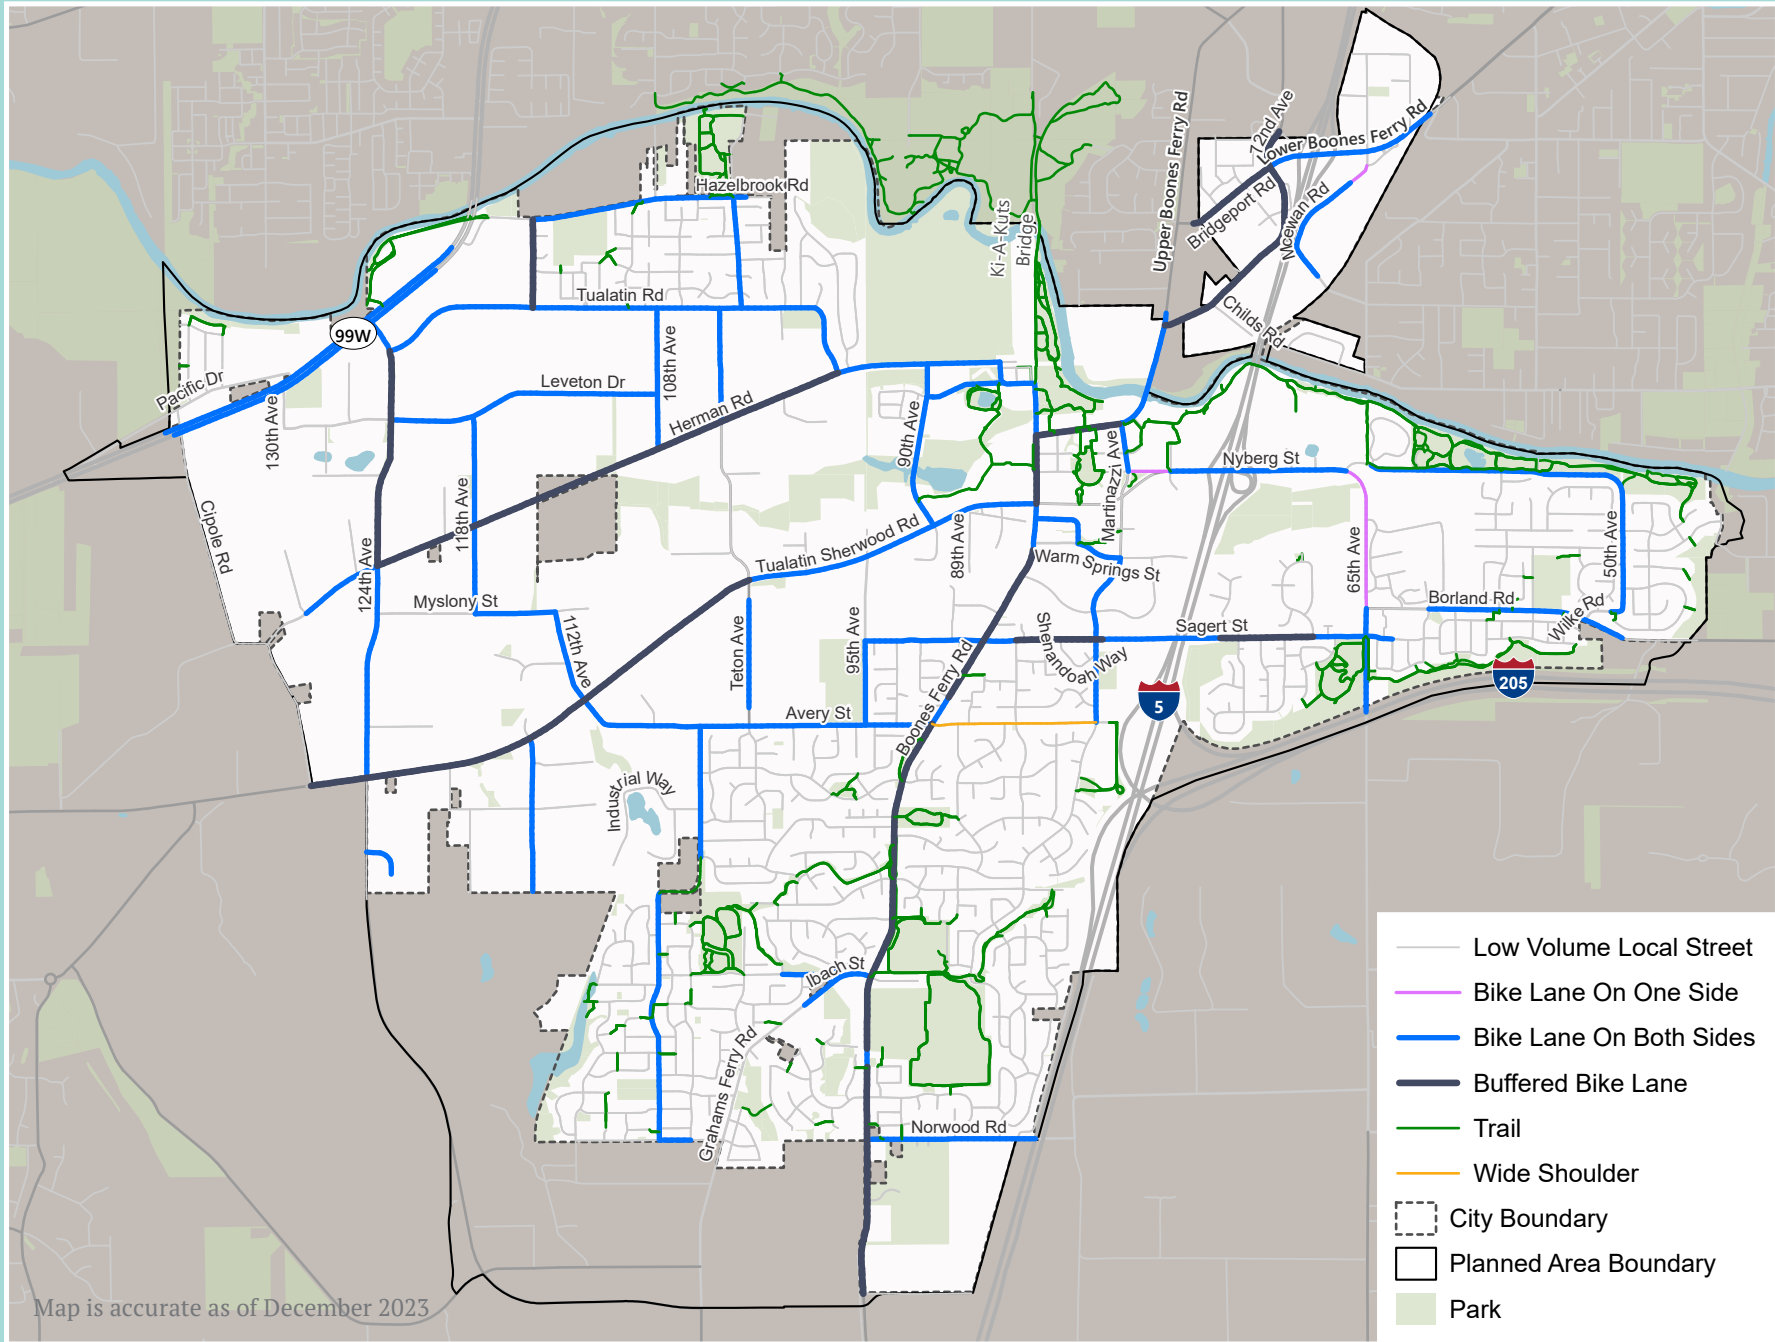 Upper Boones Ferry Rd
72nd Ave
Lower Boones Ferry Rd
Hazelbrook Rd
Bridgeport Rd
Mcewan Rd
Ki-A-Kuts
Bridge
Tualatin Rd
Childs Rd
99W
108th Ave
Pacific Dr
Leveton Dr
130th Ave
Herman Rd
90th Ave
Martinazzi Ave
Nyberg St
Cipole Rd
118th Ave
Tualatin Sherwood Rd
89th Ave
65th Ave
50th Ave
124th Ave
Warm Springs St
Myslony St
Borland Rd
112th Ave
Teton Ave
95th Ave
Shenandoah Way
Sagert St
Wilke Rd
205
5
Avery St
Boones Ferry Rd
Industrial Way
Ibach St
Grahams Ferry Rd
Norwood Rd
Low Volume Local Street
Bike Lane On One Side
Bike Lane On Both Sides
Buffered Bike Lane
Trail
Wide Shoulder
City Boundary
Planned Area Boundary
Park
Map is accurate as of December 2023